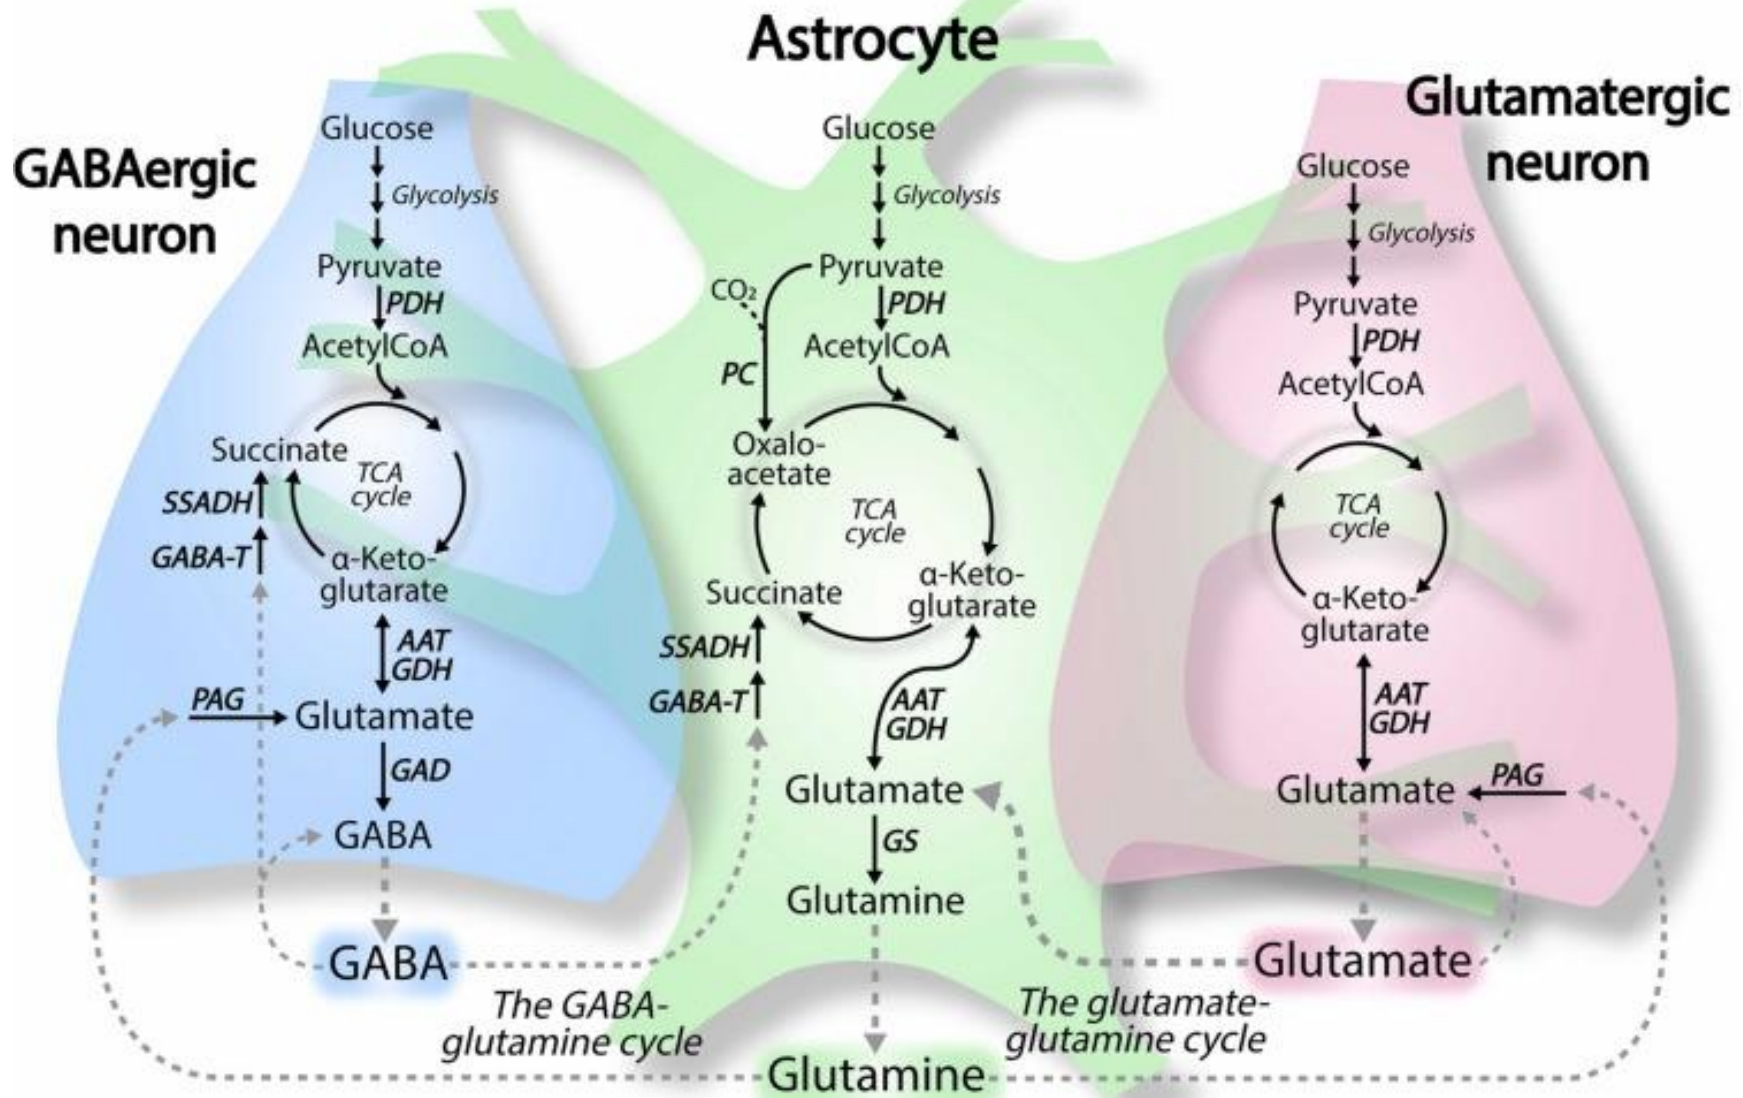 Astrocyte
GABAergic
neuron
Glucose
Glycolysis
Pyruvate
PDH
AcetylCoA
Succinate
TCA
cycle
SSADH
GABA-T
α-Keto-
glutarate
AAT
GDH
PAG
Glutamate
GAD
GABA
GABA
The GABA-
glutamine cycle
Glucose
Glycolysis
Pyruvate
CO₂
PDH
PC
AcetylCoA
Oxalo-
acetate
TCA
cycle
α-Keto-
glutarate
Succinate
SSADH
GABA-T
AAT
GDH
Glutamate
GS
Glutamine
Glutamine
Glutamatergic
neuron
Glucose
Glycolysis
Pyruvate
PDH
AcetylCoA
TCA
cycle
α-Keto-
glutarate
AAT
GDH
Glutamate
PAG
Glutamate
The glutamate-
glutamine cycle